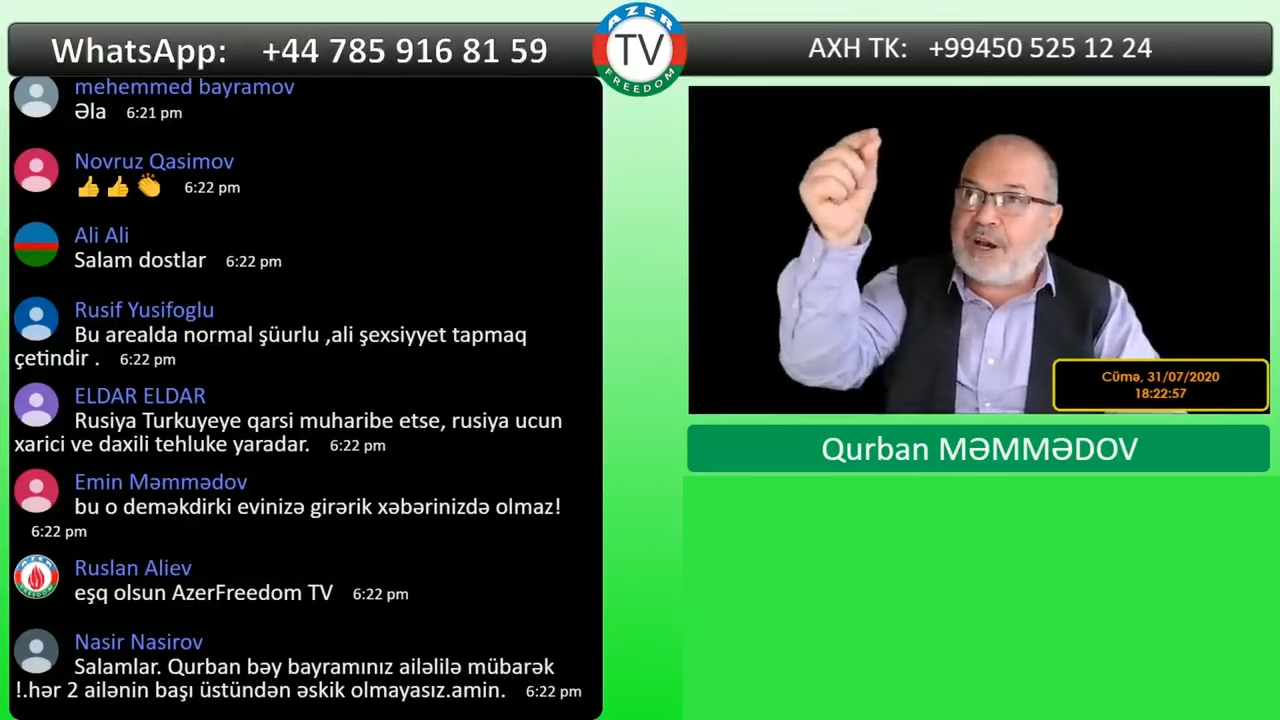 WhatsApp: +44 785 916 81 59
AZER
TV
FREEDOM
AXH TK: +99450 525 12 24
mehemmed bayramov
Əla 6:21 pm
Novruz Qasimov
👍👍👏 6:22 pm
Ali Ali
Salam dostlar 6:22 pm
Rusif Yusifoglu
Bu arealda normal şüurlu ,ali şexsiyyet tapmaq
çetindir . 6:22 pm
ELDAR ELDAR
Rusiya Turkuyeye qarsi muharibe etse, rusiya ucun
xarici ve daxili tehluke yaradar. 6:22 pm
Emin Məmmədov
bu o deməkdirki evinizə girərik xəbərinizdə olmaz!
6:22 pm
Ruslan Aliev
eşq olsun AzerFreedom TV 6:22 pm
Nasir Nasirov
Salamlar. Qurban bəy bayramınız ailəlilə mübarək
!.hər 2 ailənin başı üstündən əskik olmayasız.amin. 6:22 pm
Cümə, 31/07/2020
18:22:57
Qurban MƏMMƏDOV